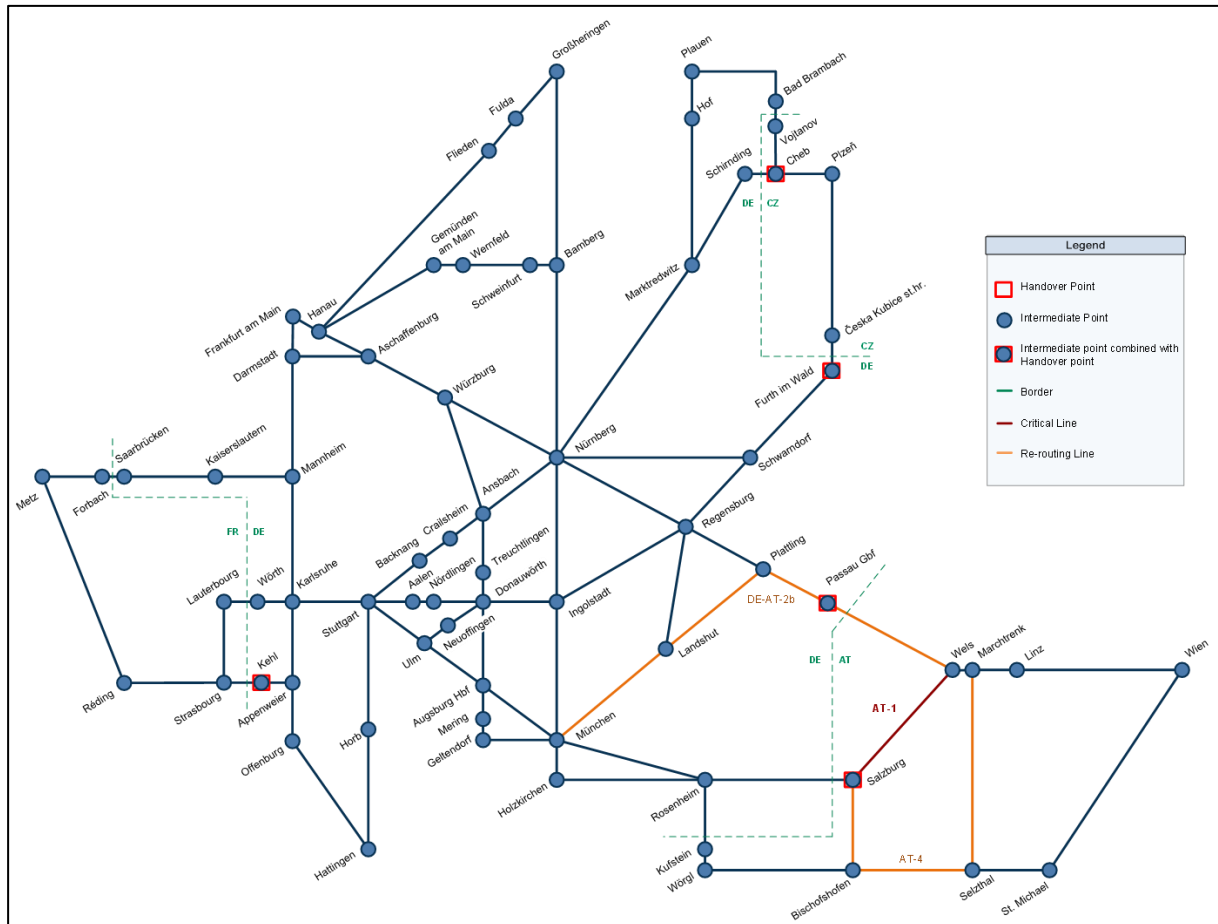 Großheringen
Plauen
Bad Brambach
Fulda
Hof
Vojtanov
Flieden
Schirnding
Cheb
Plzeň
DE
CZ
Gemünden
am Main
Wernfeld
Bamberg
Schweinfurt
Marktredwitz
Legend
Handover Point
Intermediate Point
Intermediate point combined with
Handover point
Border
Critical Line
Re-routing Line
Frankfurt am Main
Hanau
Aschaffenburg
Darmstadt
Česka Kubice st.hr.
CZ
DE
Furth im Wald
Würzburg
Nürnberg
Schwarndorf
Saarbrücken
Kaiserslautern
Mannheim
Metz
Forbach
FR
DE
Ansbach
Crailsheim
Backnang
Regensburg
Treuchtlingen
Plattling
Passau Gbf
Lauterbourg
Wörth
Karlsruhe
Stuttgart
Aalen
Nördlingen
Donauwörth
Ingolstadt
DE-AT-2b
Neuoffingen
Ulm
Landshut
DE
AT
Wels
Marchtrenk
Linz
Wien
Kehl
Réding
Strasbourg
Appenweier
Augsburg Hbf
Mering
Geltendorf
München
AT-1
Offenburg
Horb
Holzkirchen
Rosenheim
Salzburg
Hattingen
Kufstein
Wörgl
AT-4
Bischofshofen
Selzthal
St. Michael